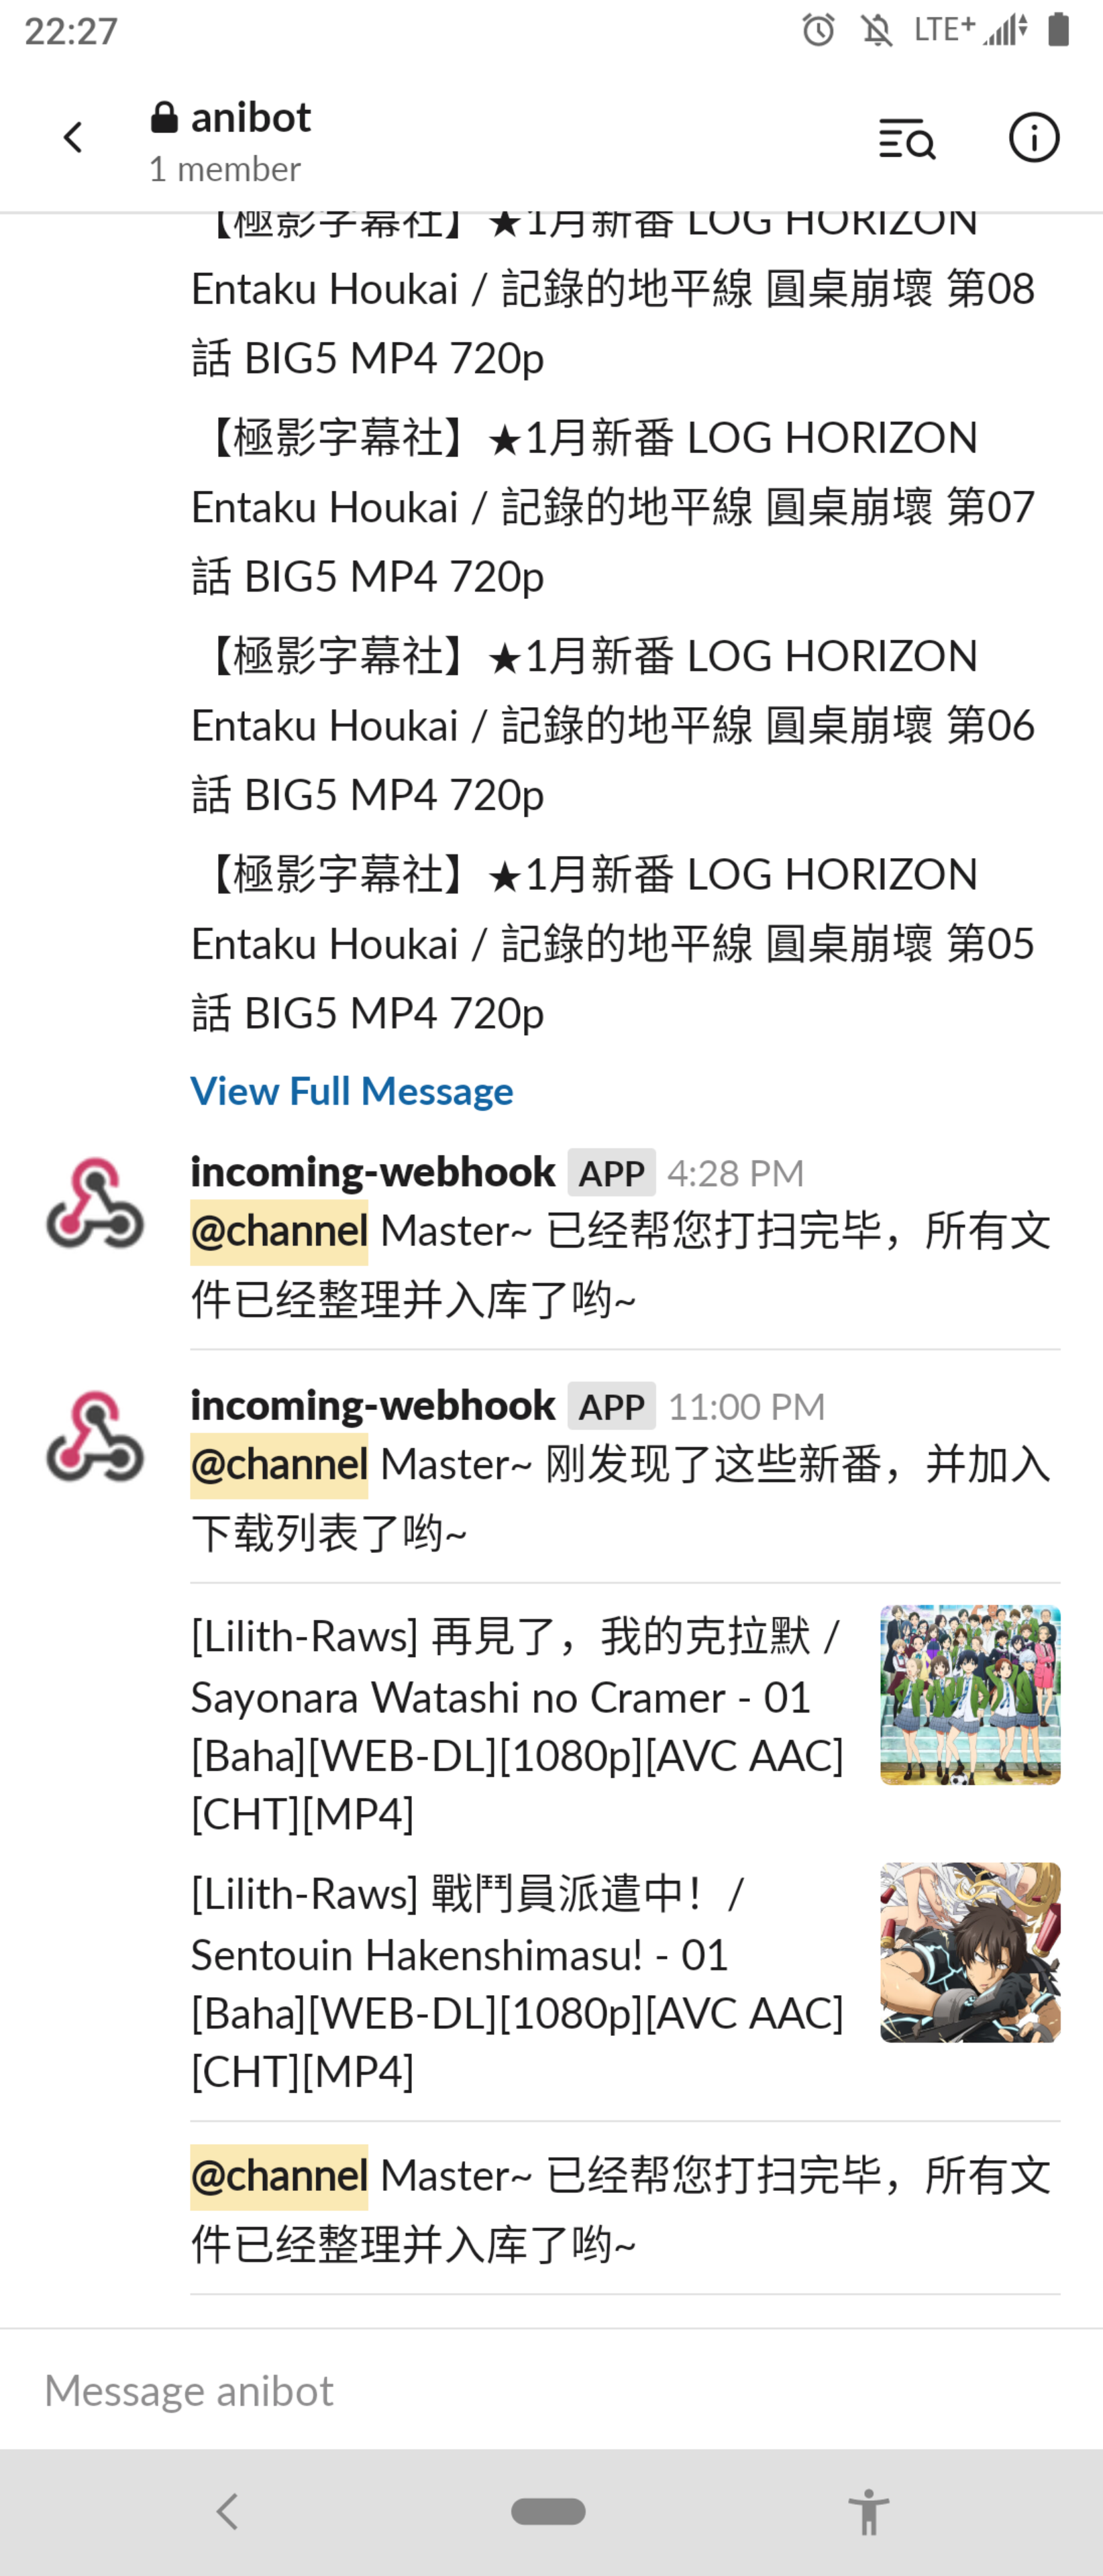 22:27
LTE+
anibot
1 member
【極影字幕社】★1月新番 LOG HORIZON
Entaku Houkai / 記錄的地平線 圓桌崩壞 第08
話 BIG5 MP4 720p
【極影字幕社】★1月新番 LOG HORIZON
Entaku Houkai / 記錄的地平線 圓桌崩壞 第07
話 BIG5 MP4 720p
【極影字幕社】★1月新番 LOG HORIZON
Entaku Houkai / 記錄的地平線 圓桌崩壞 第06
話 BIG5 MP4 720p
【極影字幕社】★1月新番 LOG HORIZON
Entaku Houkai / 記錄的地平線 圓桌崩壞 第05
話 BIG5 MP4 720p
View Full Message
incoming-webhook APP 4:28 PM
@channel Master~ 已经帮您打扫完毕，所有文
件已经整理并入库了哟~
incoming-webhook APP 11:00 PM
@channel Master~ 刚发现了这些新番，并加入
下载列表了哟~
[Lilith-Raws] 再見了，我的克拉默 /
Sayonara Watashi no Cramer - 01
[Baha][WEB-DL][1080p][AVC AAC]
[CHT][MP4]
[Lilith-Raws] 戰鬥員派遣中！ /
Sentouin Hakenshimasu! - 01
[Baha][WEB-DL][1080p][AVC AAC]
[CHT][MP4]
@channel Master~ 已经帮您打扫完毕，所有文
件已经整理并入库了哟~
Message anibot